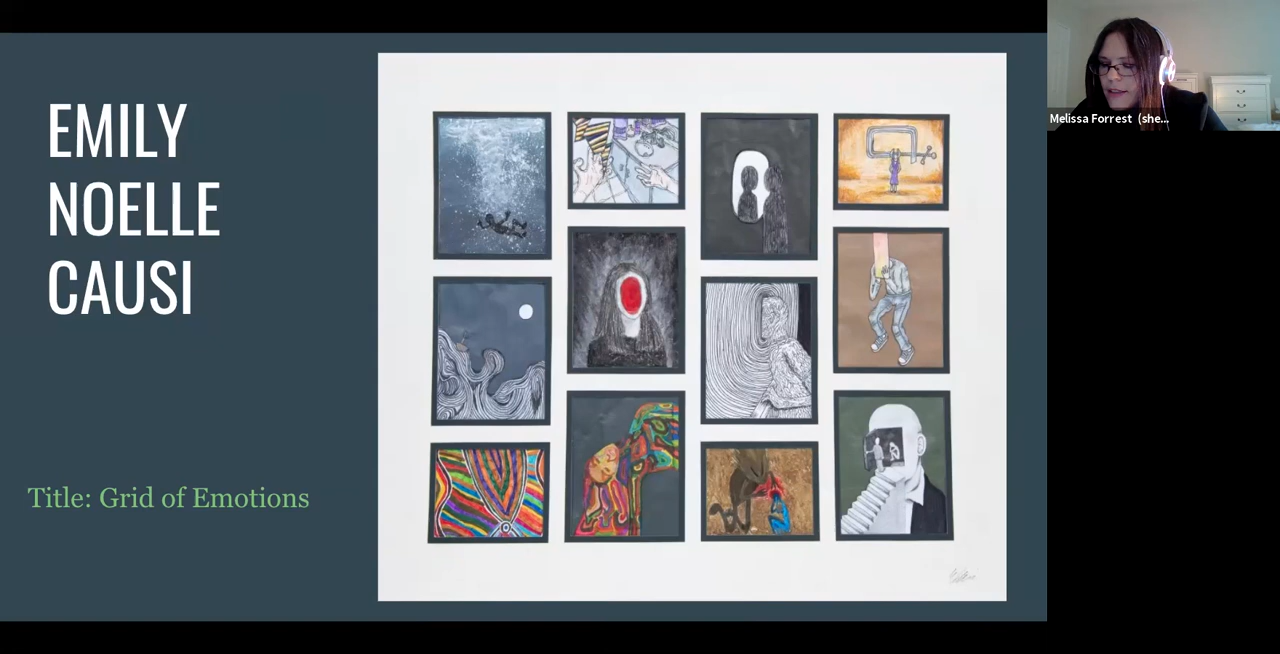 EMILY
NOELLE
CAUSI
Title: Grid of Emotions
Melissa Forrest (she...